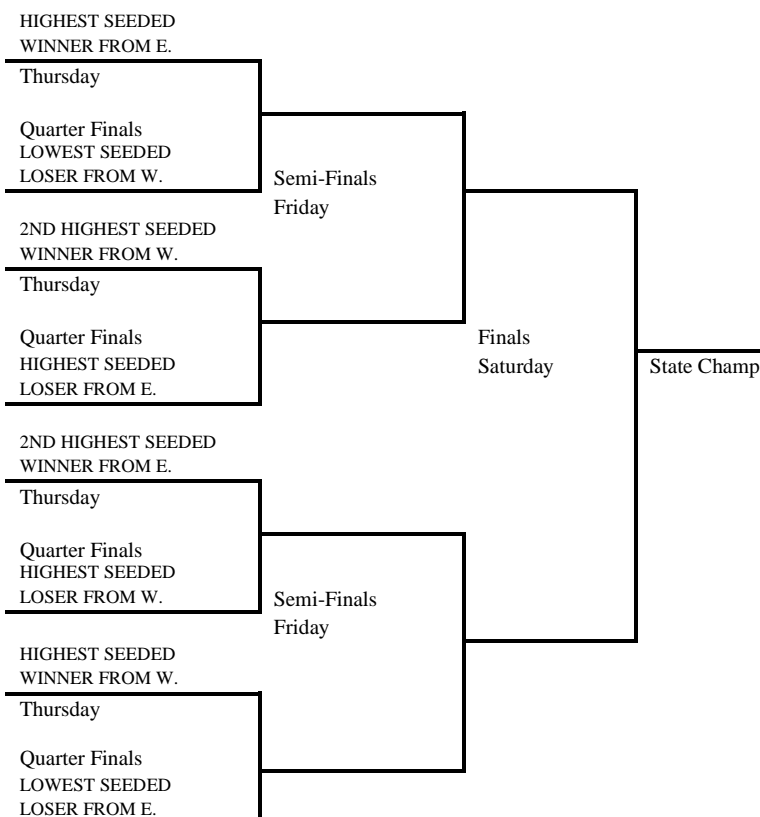 HIGHEST SEEDED
WINNER FROM E.
Thursday
Quarter Finals
LOWEST SEEDED
LOSER FROM W.
Semi-Finals
Friday
2ND HIGHEST SEEDED
WINNER FROM W.
Thursday
Quarter Finals
HIGHEST SEEDED
LOSER FROM E.
Finals
Saturday
State Champ
2ND HIGHEST SEEDED
WINNER FROM E.
Thursday
Quarter Finals
HIGHEST SEEDED
LOSER FROM W.
Semi-Finals
Friday
HIGHEST SEEDED
WINNER FROM W.
Thursday
Quarter Finals
LOWEST SEEDED
LOSER FROM E.